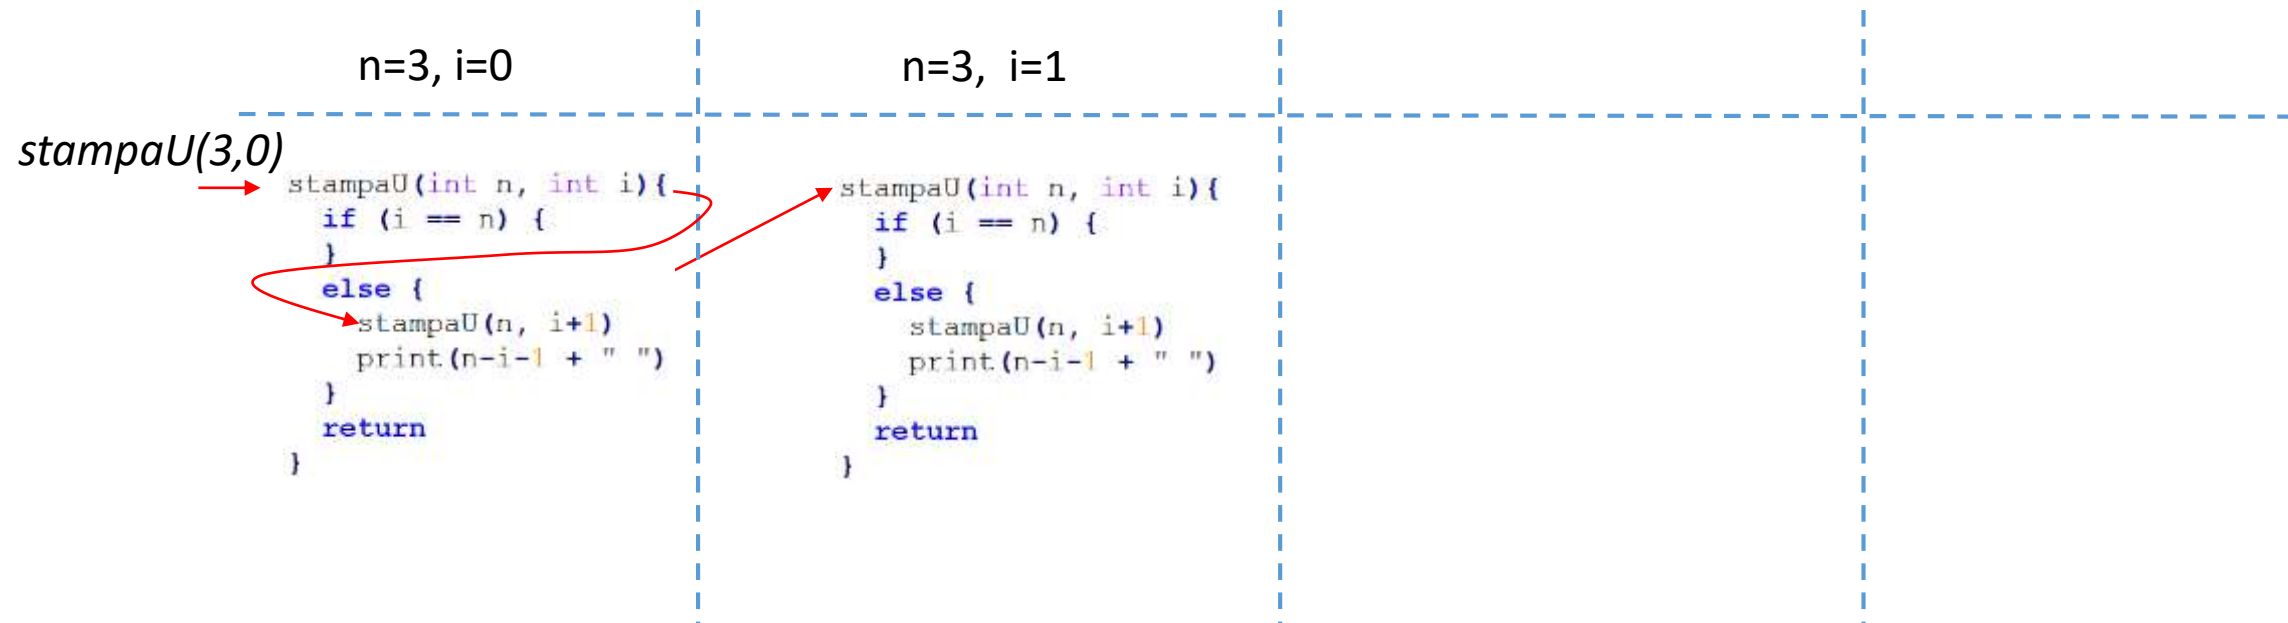 n=3, i=0
n=3, i=1
stampaU(3,0)
stampaU(int n, int i){
if (i == n) {
}
else {
stampaU(n, i+1)
print(n-i-1 + " ")
}
return
}
stampaU(int n, int i){
if (i == n) {
}
else {
stampaU(n, i+1)
print(n-i-1 + " ")
}
return
}